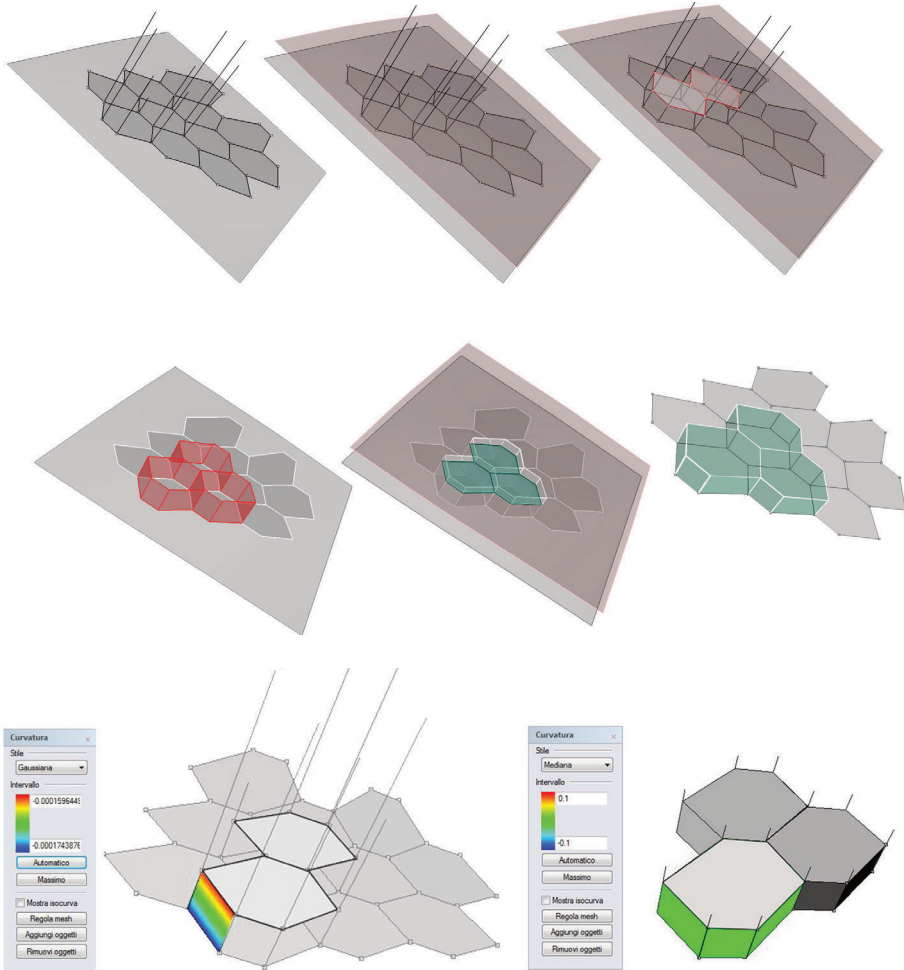 Curvatura
Stile
Gaussiana
Intervallo
-0.000159644
-0.0001743876
Automatico
Massimo
Mostra isocurva
Regola mesh
Aggiungi oggetti
Rimuovi oggetti
Curvatura
Stile
Mediana
Intervallo
0.1
-0.1
Automatico
Massimo
Mostra isocurva
Regola mesh
Aggiungi oggetti
Rimuovi oggetti